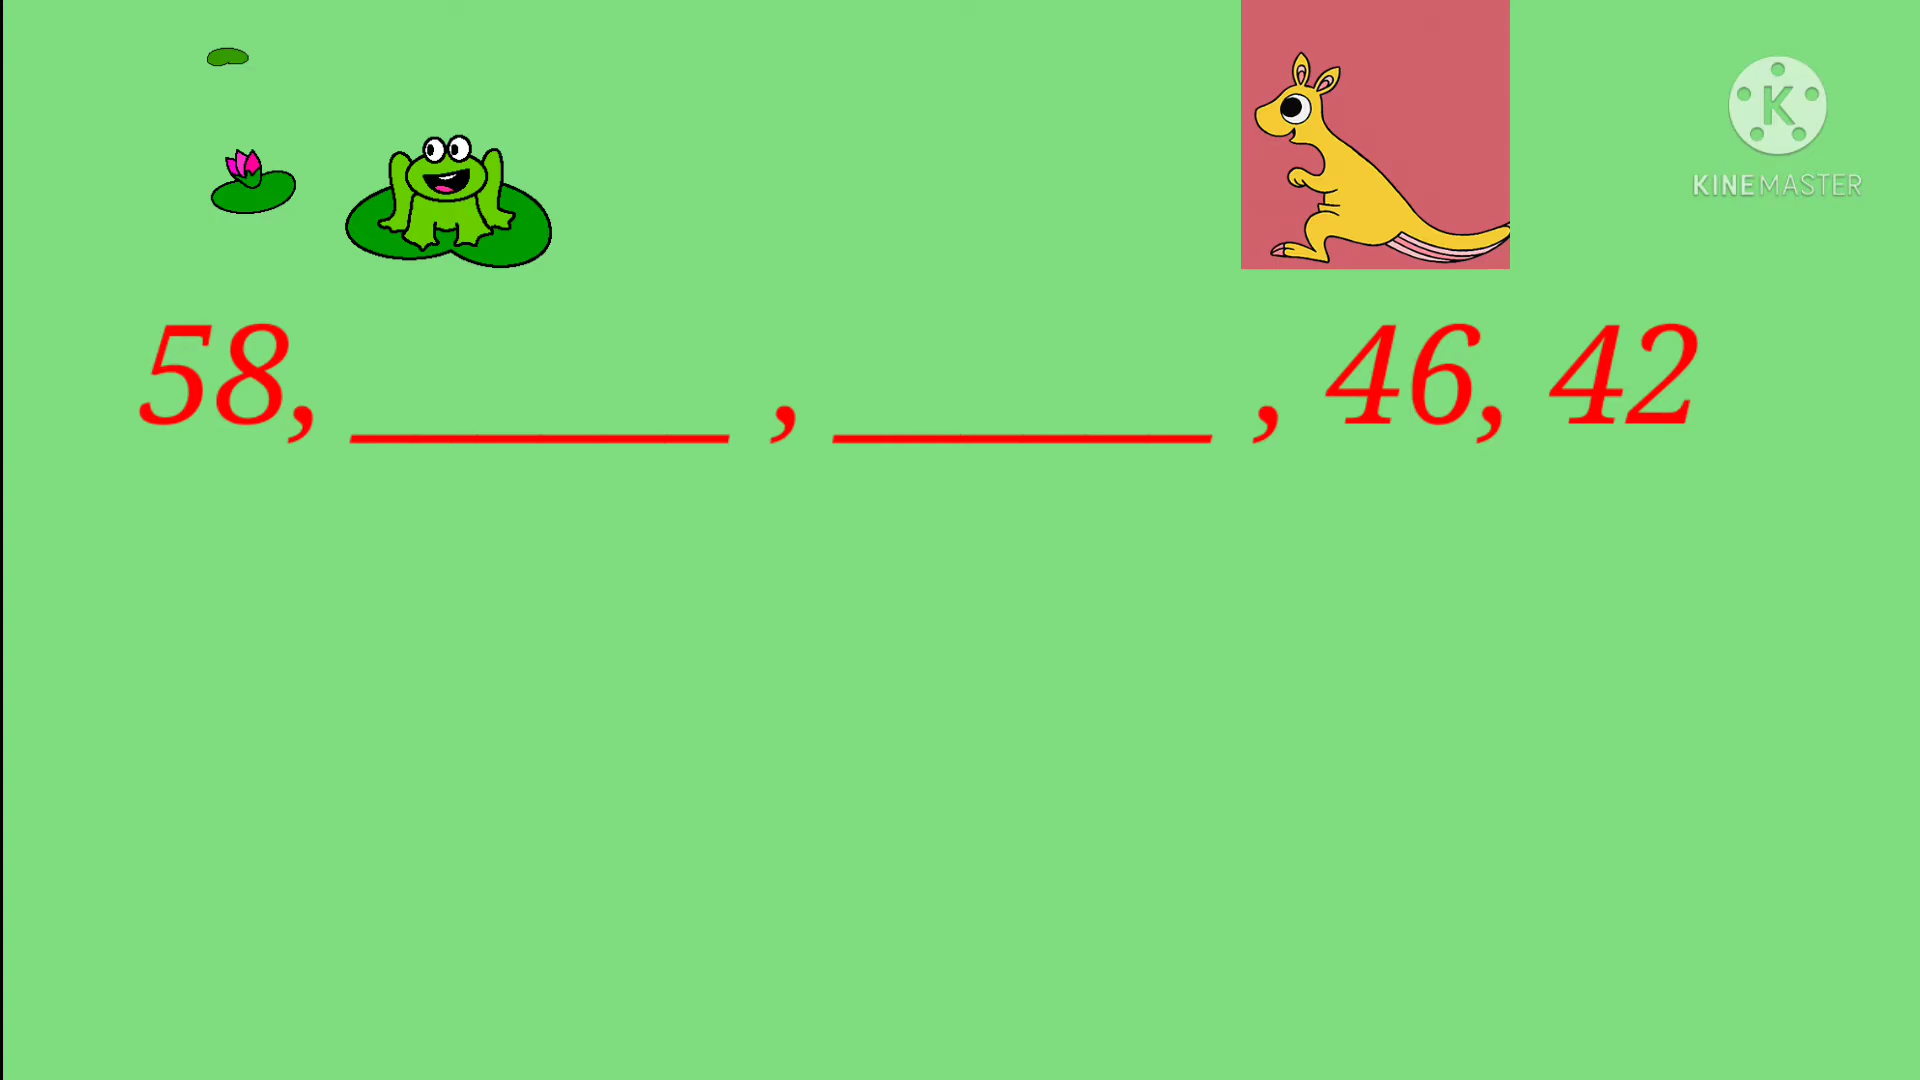 K
KINEMASTER
58, ______ , ______ , 46, 42